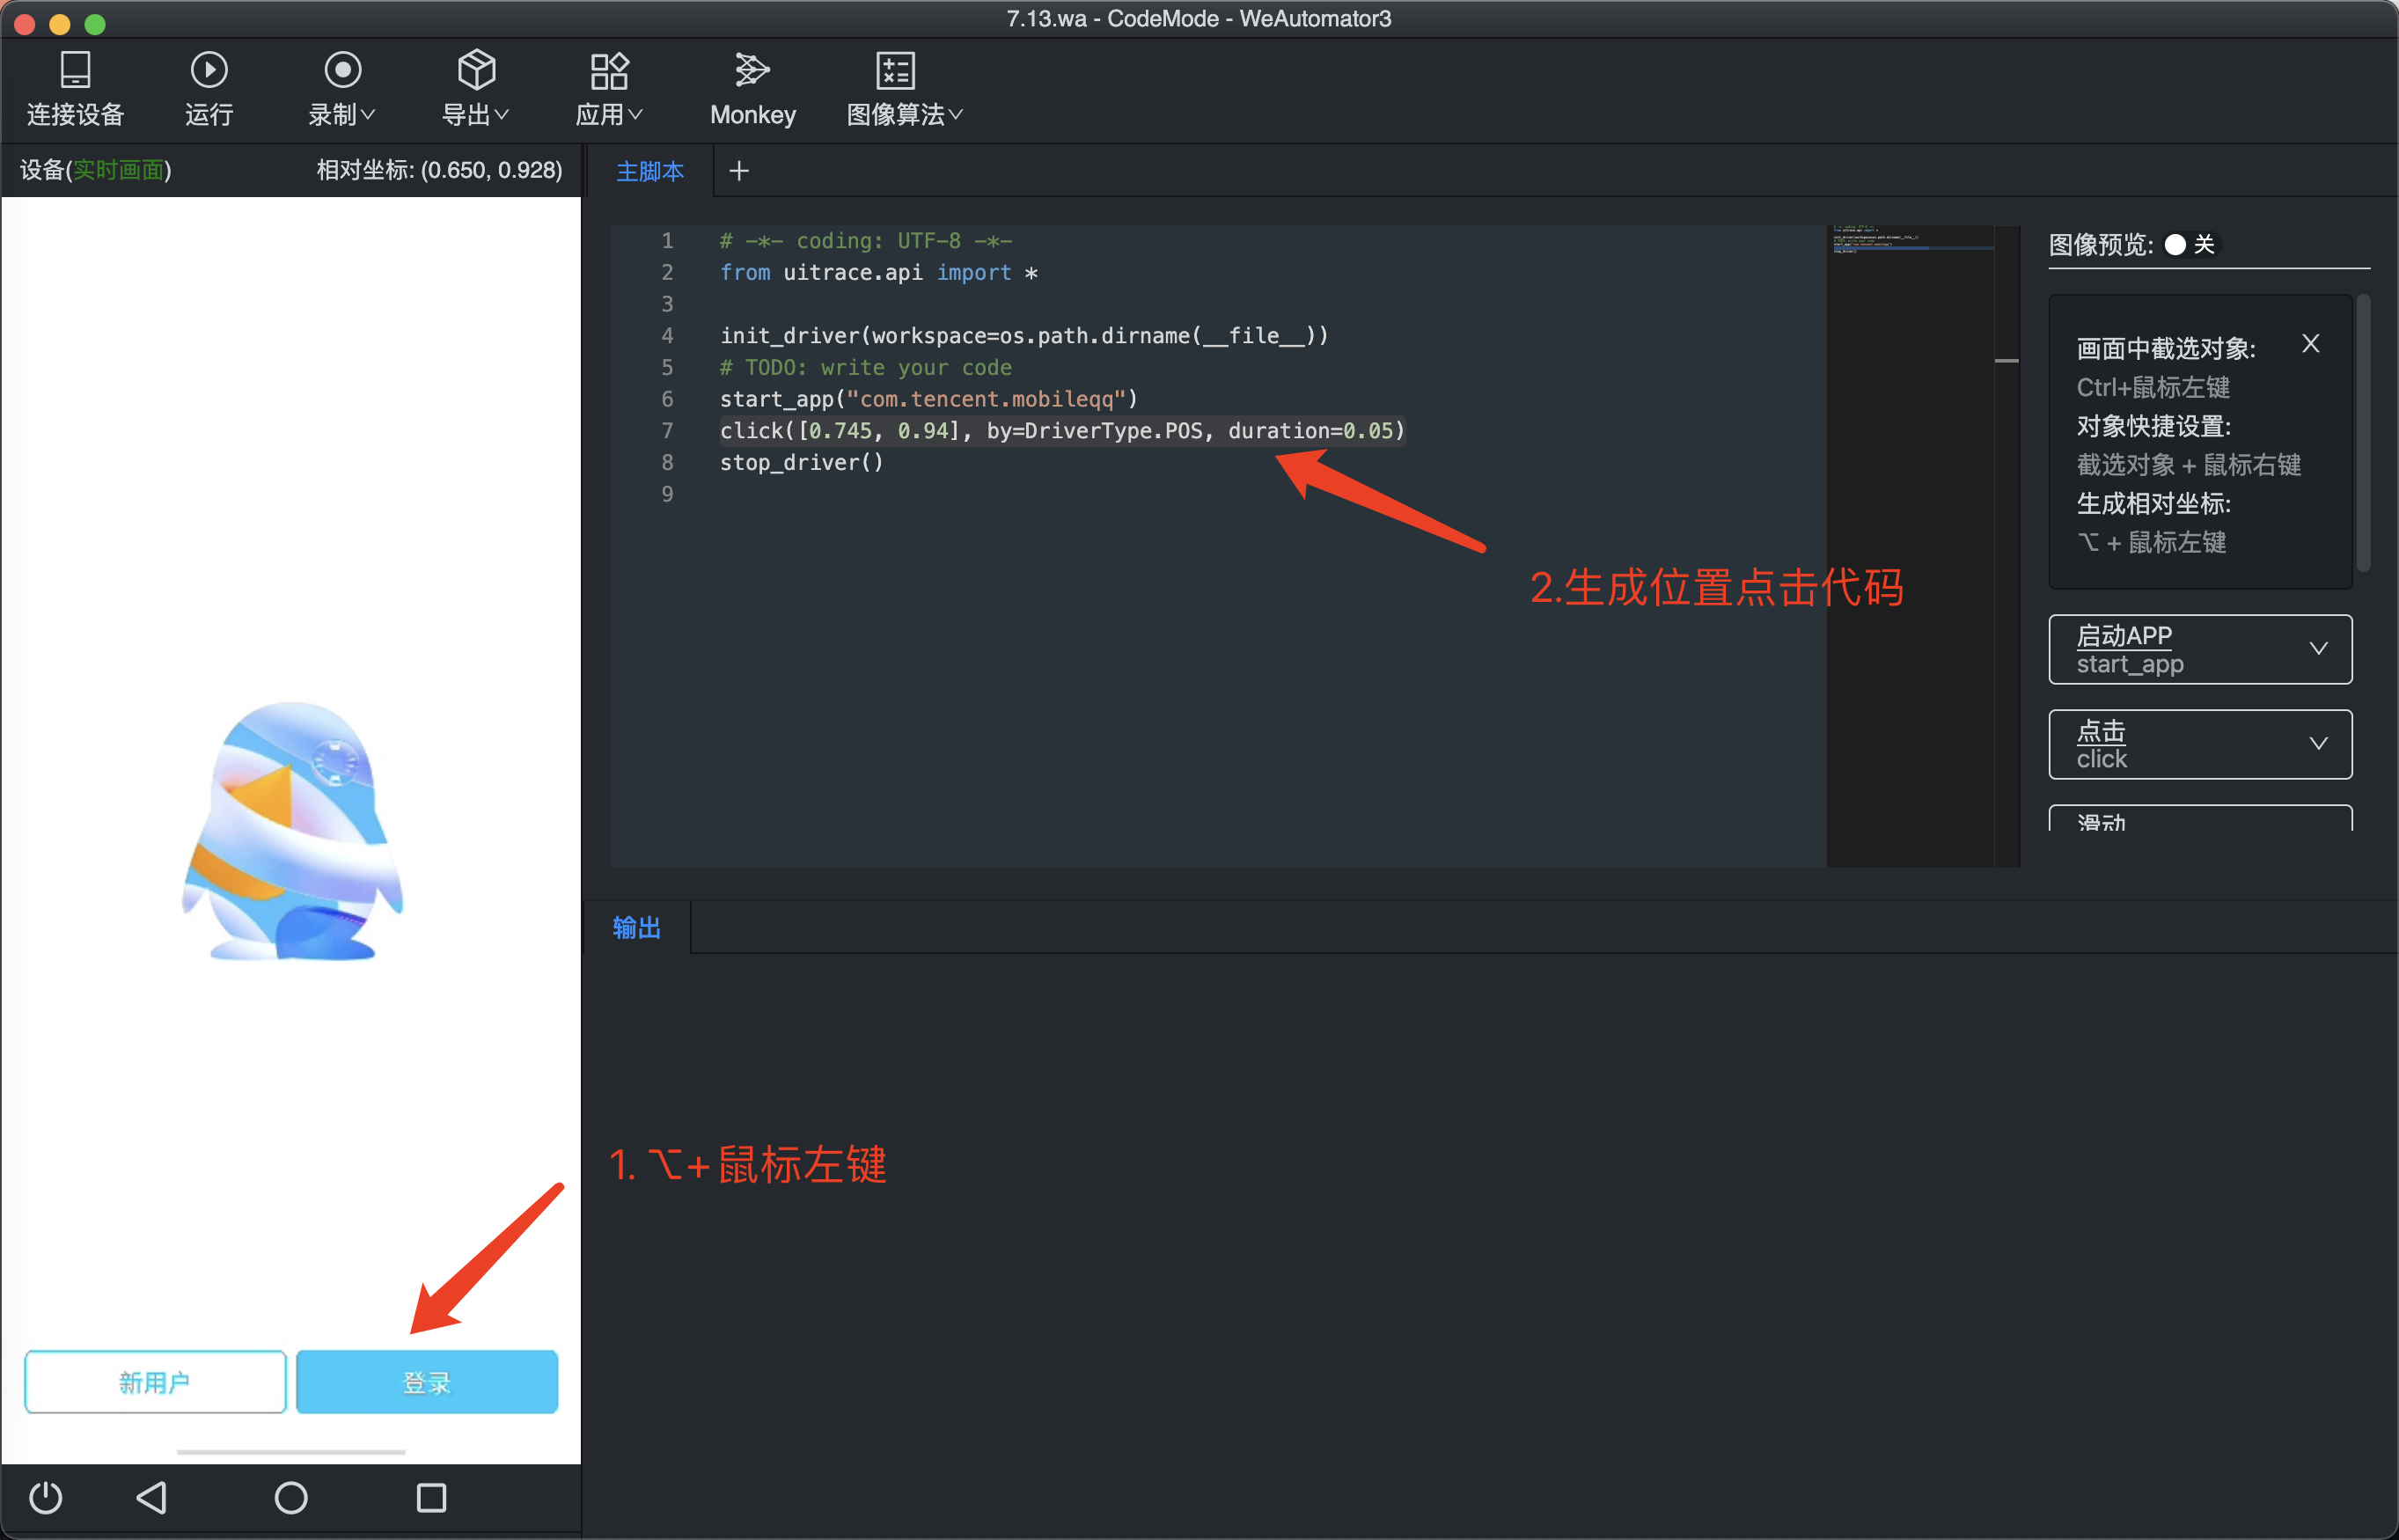 7.13.wa - CodeMode - WeAutomator3
连接设备
运行
录制
导出
应用
Monkey
图像算法
设备(实时画面)
相对坐标: (0.650, 0.928)
主脚本
+
1 # -*- coding: UTF-8 -*-
2 from uitrace.api import *
3
4 init_driver(workspace=os.path.dirname(__file__))
5 # TODO: write your code
6 start_app("com.tencent.mobileqq")
7 click([0.745, 0.94], by=DriverType.POS, duration=0.05)
8 stop_driver()
9
2.生成位置点击代码
图像预览: 关
画面中截选对象: X
Ctrl+鼠标左键
对象快捷设置:
截选对象 + 鼠标右键
生成相对坐标:
⌥ + 鼠标左键
启动APP
start_app
点击
click
滑动
输出
1. ⌥+ 鼠标左键
新用户
登录